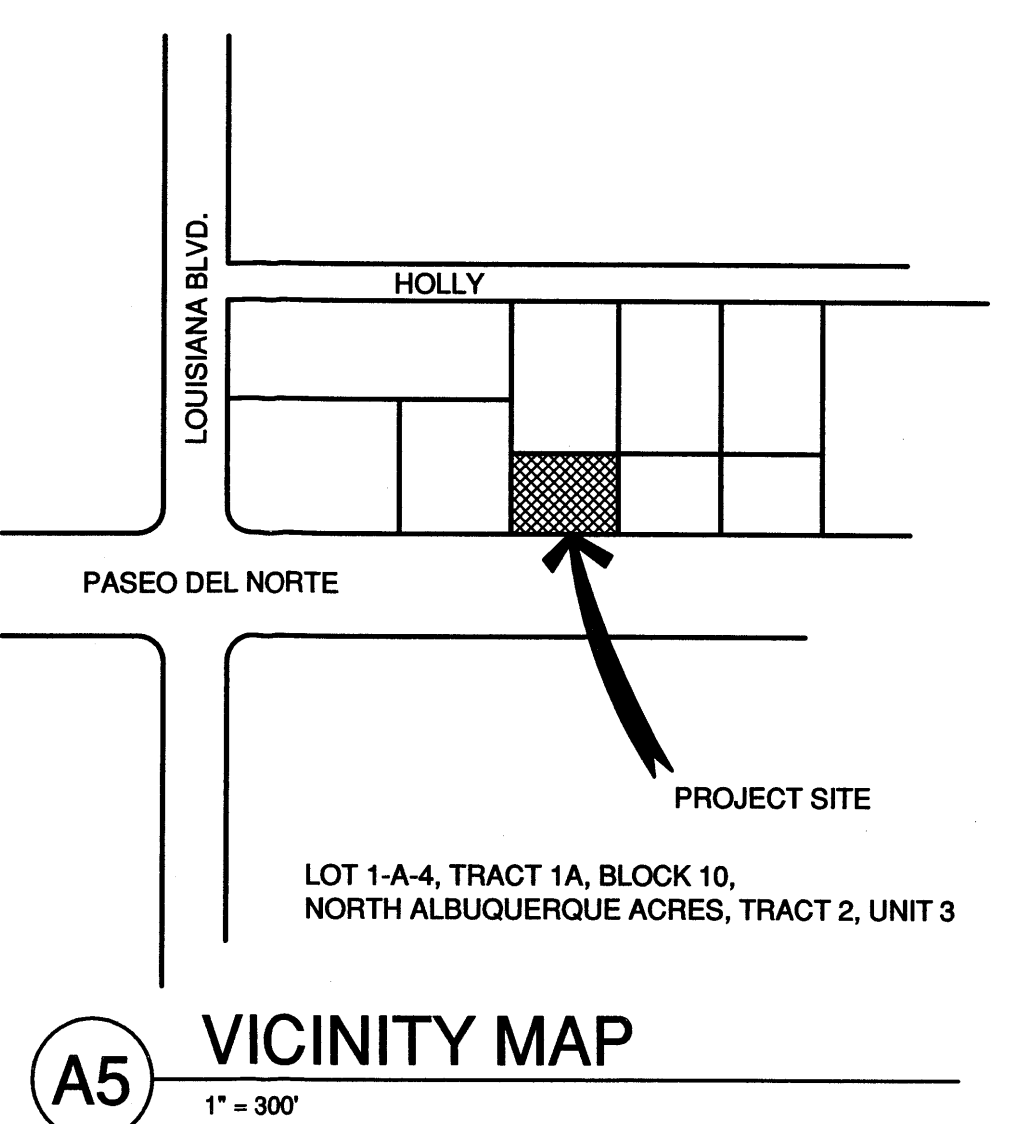 LOUISIANA BLVD.
HOLLY
PASEO DEL NORTE
PROJECT SITE
LOT 1-A-4, TRACT 1A, BLOCK 10,
NORTH ALBUQUERQUE ACRES, TRACT 2, UNIT 3
VICINITY MAP
A5
1" = 300'